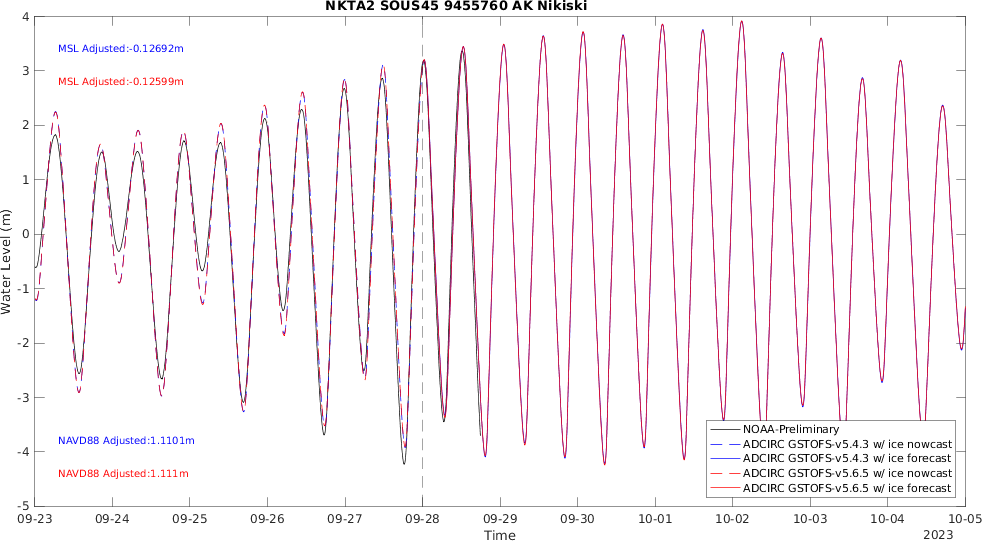 NKTA2 SOUS45 9455760 AK Nikiski
4
MSL Adjusted:-0.12692m
3
MSL Adjusted:-0.12599m
2
1
0
Water Level (m)
-1
-2
-3
NAVD88 Adjusted:1.1101m
-4
NAVD88 Adjusted:1.111m
-5
NOAA-Preliminary
ADCIRC GSTOFS-v5.4.3 w/ ice nowcast
ADCIRC GSTOFS-v5.4.3 w/ ice forecast
ADCIRC GSTOFS-v5.6.5 w/ ice nowcast
ADCIRC GSTOFS-v5.6.5 w/ ice forecast
09-23 09-24 09-25 09-26 09-27 09-28 09-29 09-30 10-01 10-02 10-03 10-04 10-05
Time 2023